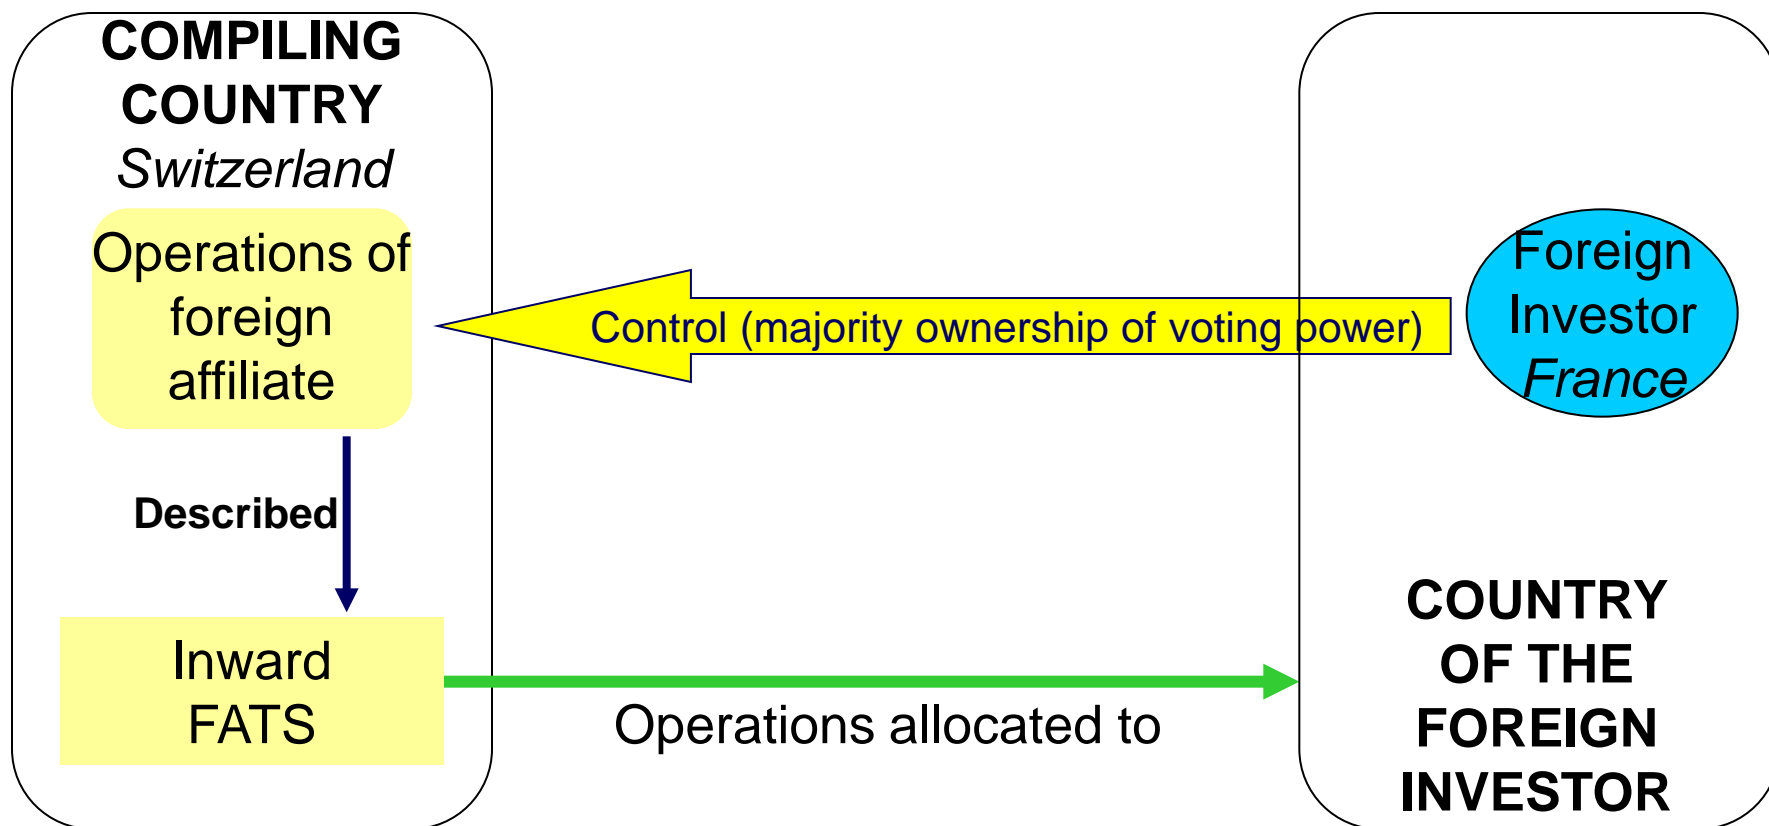 COMPILING
COUNTRY
Switzerland
Operations of
foreign
affiliate
Described
Inward
FATS
Control (majority ownership of voting power)
Operations allocated to
Foreign
Investor
France
COUNTRY
OF THE
FOREIGN
INVESTOR